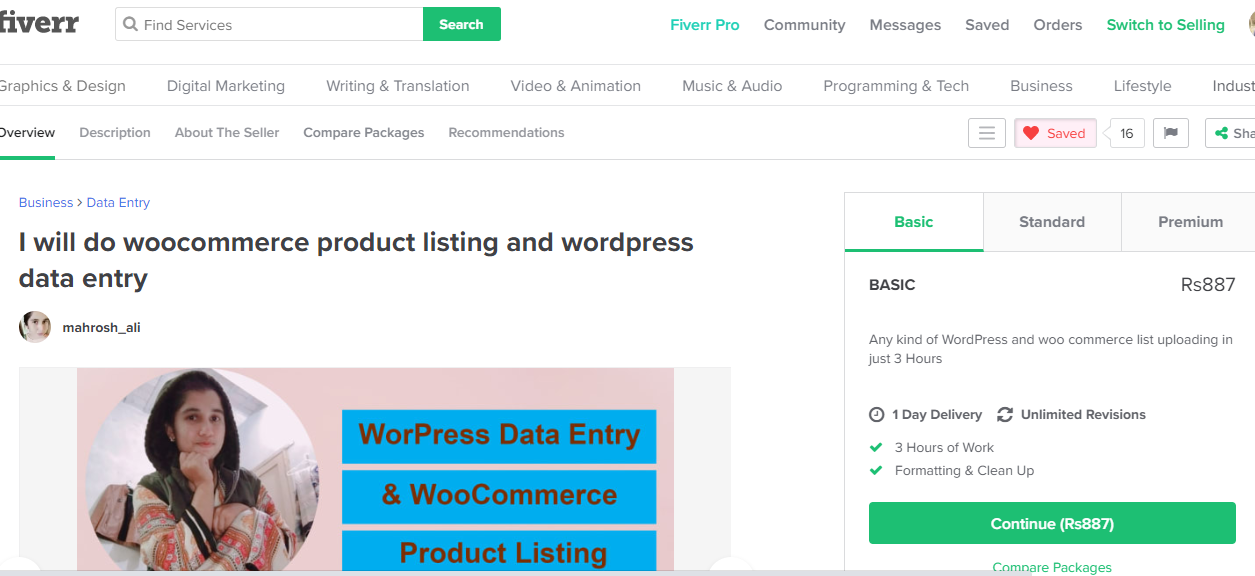 fiverr
Find Services
Search
Fiverr Pro
Community
Messages
Saved
Orders
Switch to Selling
Graphics & Design
Digital Marketing
Writing & Translation
Video & Animation
Music & Audio
Programming & Tech
Business
Lifestyle
Indust
Overview
Description
About The Seller
Compare Packages
Recommendations
Saved
16
Sha
Business > Data Entry
I will do woocommerce product listing and wordpress
data entry
mahrosh_ali
WorPress Data Entry
& WooCommerce
Product Listing
Basic
Standard
Premium
BASIC
Rs887
Any kind of WordPress and woo commerce list uploading in
just 3 Hours
1 Day Delivery
Unlimited Revisions
3 Hours of Work
Formatting & Clean Up
Continue (Rs887)
Compare Packages